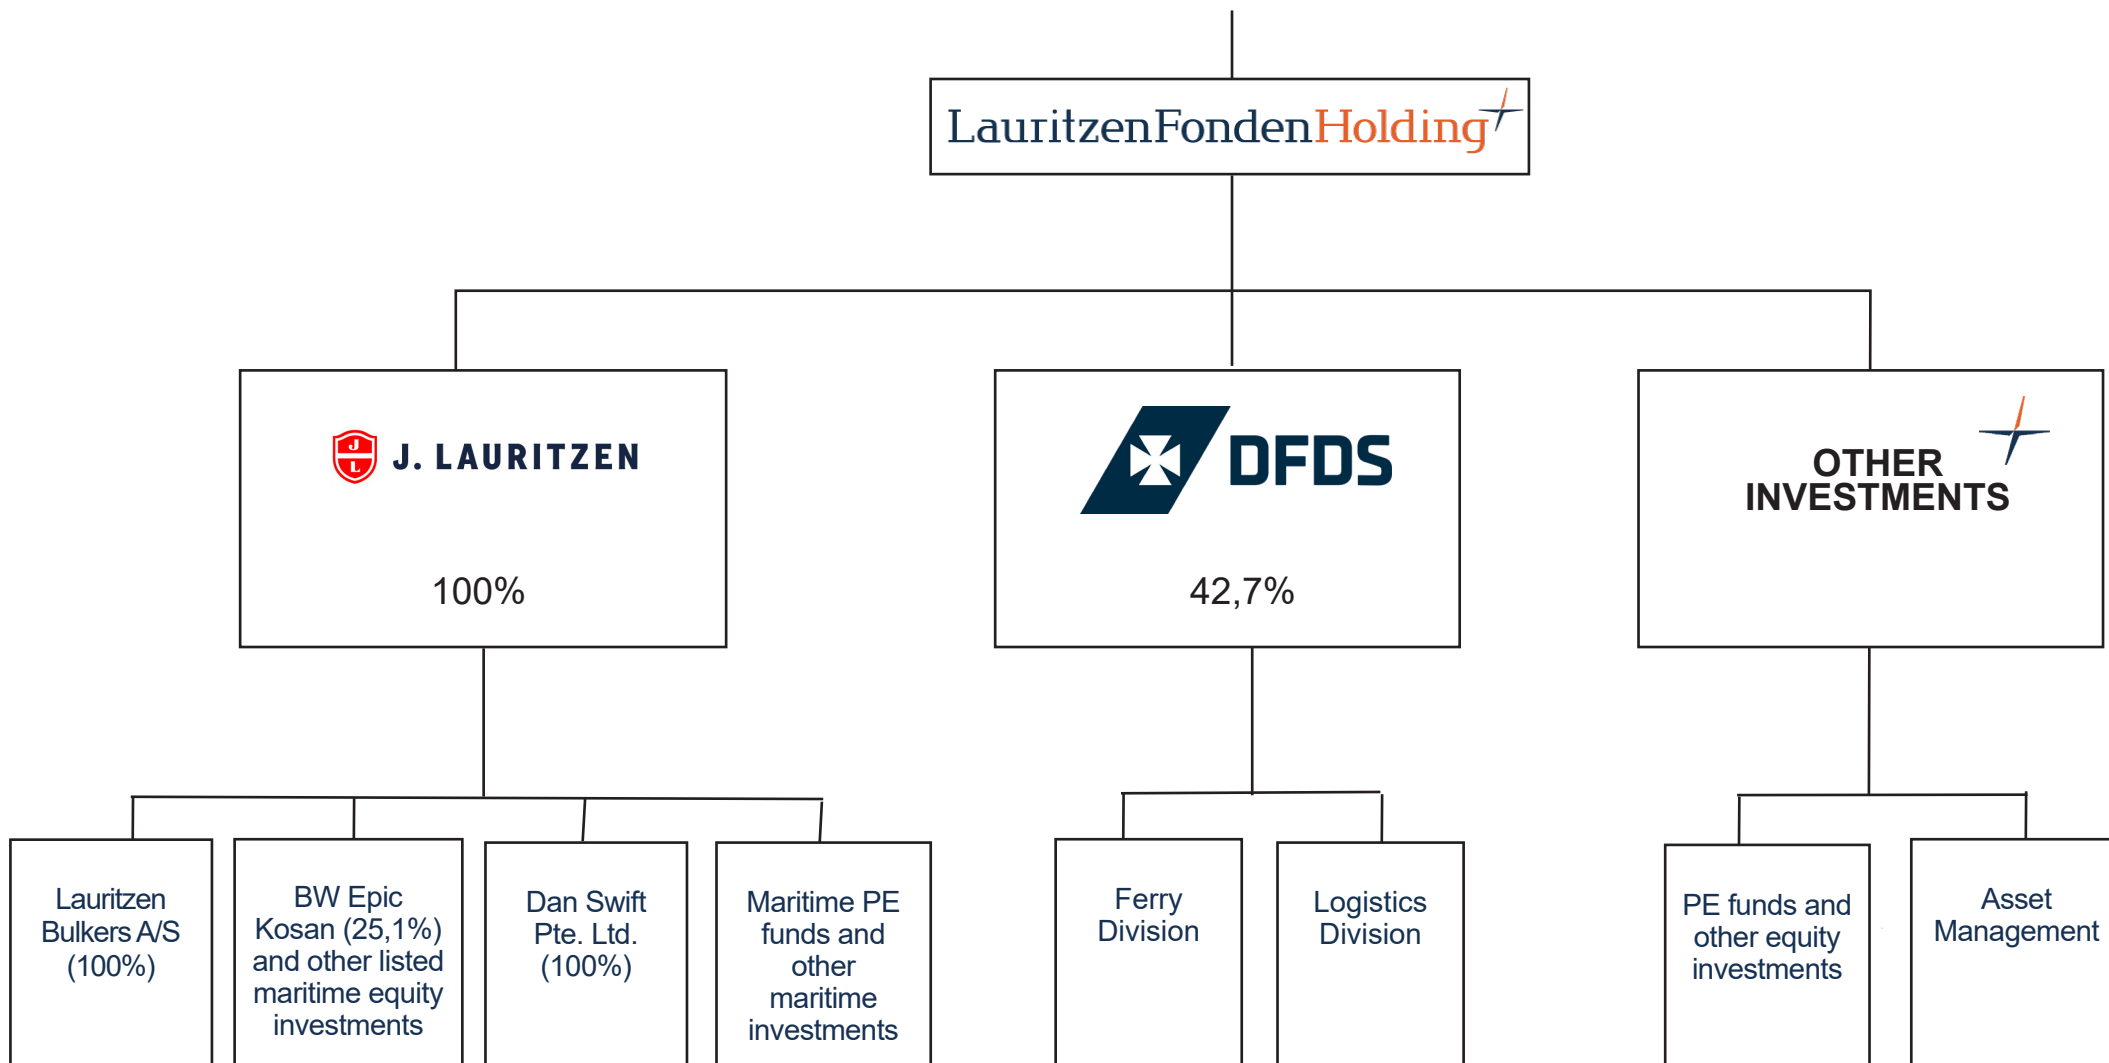 LauritzenFondenHolding
J L J. LAURITZEN
100%
DFDS
42,7%
OTHER
INVESTMENTS
Lauritzen
Bulkers A/S
(100%)
BW Epic
Kosan (25,1%)
and other listed
maritime equity
investments
Dan Swift
Pte. Ltd.
(100%)
Maritime PE
funds and
other
maritime
investments
Ferry
Division
Logistics
Division
PE funds and
other equity
investments
Asset
Management